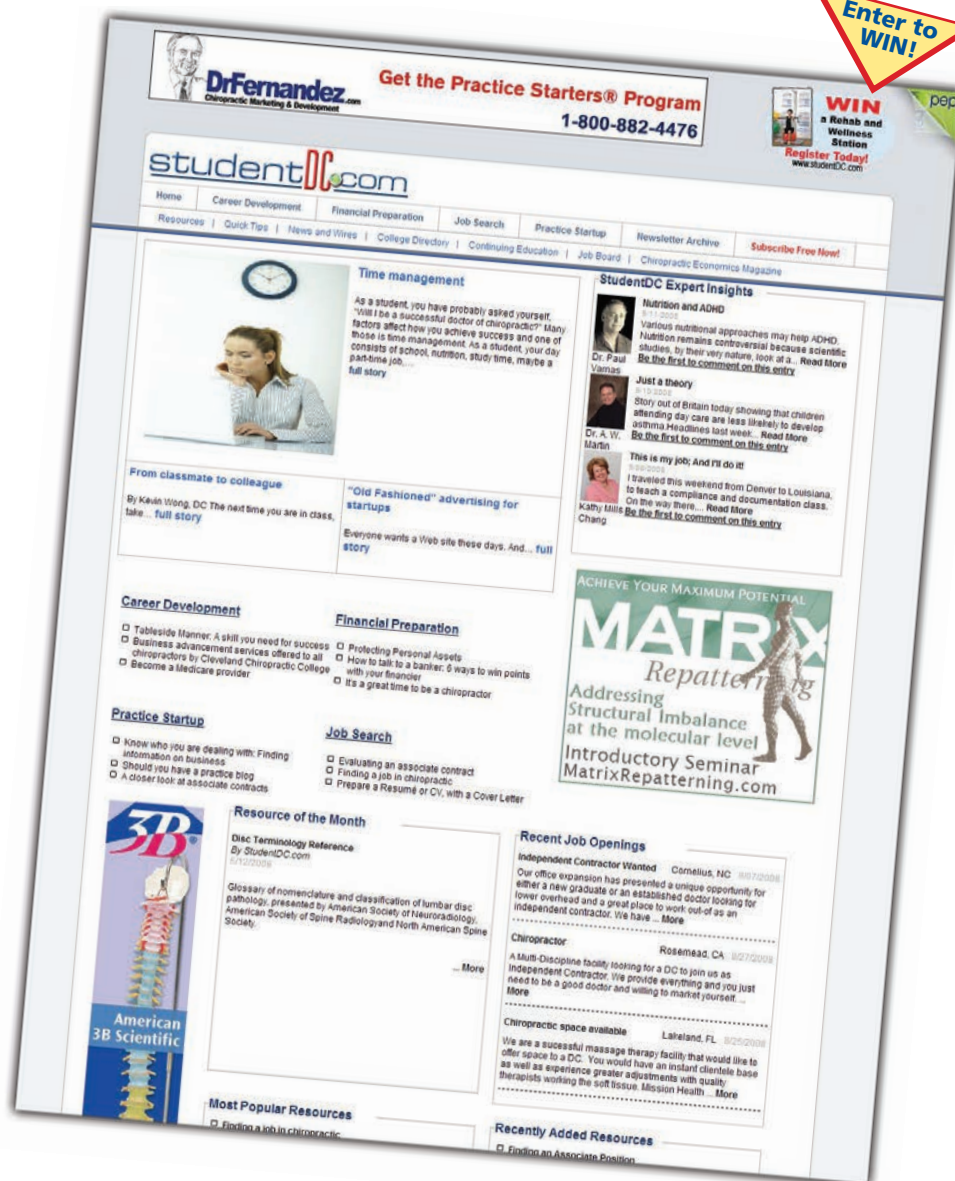 Enter to
WIN!
DrFernandez.com
Chiropractic Marketing & Development
Get the Practice Starters® Program
1-800-882-4476
WIN
a Rehab and
Wellness
Station
Register Today!
www.studentDC.com
studentDC.com
Home
Career Development
Financial Preparation
Job Search
Practice Startup
Newsletter Archive
Subscribe Free Now!
Resources | Quick Tips | News and Wires | College Directory | Continuing Education | Job Board | Chiropractic Economics Magazine
Time management
As a student, you have probably asked yourself,
"Will I be a successful doctor of chiropractic?" Many
factors affect how you achieve success and one of
those is time management. As a student, your day
consists of school, nutrition, study time, maybe a
part-time job,....
full story
From classmate to colleague
By Kevin Wong, DC The next time you are in class,
take... full story
"Old Fashioned" advertising for
startups
Everyone wants a Web site these days. And... full
story
StudentDC Expert Insights
Dr. Paul
Varnas
Nutrition and ADHD
Various nutritional approaches may help ADHD.
Nutrition remains controversial because scientific
studies, by their very nature, look at a... Read More
Be the first to comment on this entry
Dr. A. W.
Martin
Just a theory
Story out of Britain today showing that children
attending day care are less likekely to develop
asthma.Headlines last week... Read More
Be the first to comment on this entry
Kathy Mills
Chang
This is my job; And I'll do it!
I traveled this weekend from Denver to Louisiana,
to teach a compliance and documentation class.
On the way there,... Read More
Be the first to comment on this entry
Career Development
Tableside Manner: A skill you need for success
Business advancement services offered to all
chiropractors by Cleveland Chiropractic College
Become a Medicare provider
Financial Preparation
Protecting Personal Assets
How to talk to a banker: 6 ways to win points
with your financier
It's a great time to be a chiropractor
Practice Startup
Know who you are dealing with: Finding
information on business
Should you have a practice blog
A closer look at associate contracts
Job Search
Evaluating an associate contract
Finding a job in chiropractic
Prepare a Resumé or CV, with a Cover Letter
ACHIEVE YOUR MAXIMUM POTENTIAL
MATRIX
Repatterning
Addressing
Structural Imbalance
at the molecular level
Introductory Seminar
MatrixRepatterning.com
3B
American
3B Scientific
Resource of the Month
Disc Terminology Reference
By StudentDC.com
5/12/2008
Glossary of nomenclature and classification of lumbar disc
pathology, presented by American Society of Neuroradiology,
American Society of Spine Radiologyand North American Spine
Society.
... More
Recent Job Openings
Independent Contractor Wanted Cornelius, NC 8/07/2008
Our office expansion has presented a unique opportunity for
either a new graduate or an established doctor looking for
lower overhead and a great place to work out-of as an
independent contractor. We have ... More
Chiropractor Rosemead, CA 8/27/2008
A Multi-Discipline facility looking for a DC to join us as
Independent Contractor. We provide everything and you just
need to be a good doctor and willing to market yourself. ...
More
Chiropractic space available Lakeland, FL 8/25/2008
We are a sucessful massage therapy facility that would like to
offer space to a DC. You would have an instant clientele base
as well as experience greater adjustments with quality
therapists working the soft tissue. Mission Health ... More
Most Popular Resources
Finding a job in chiropractic
Recently Added Resources
Finding an Associate Position